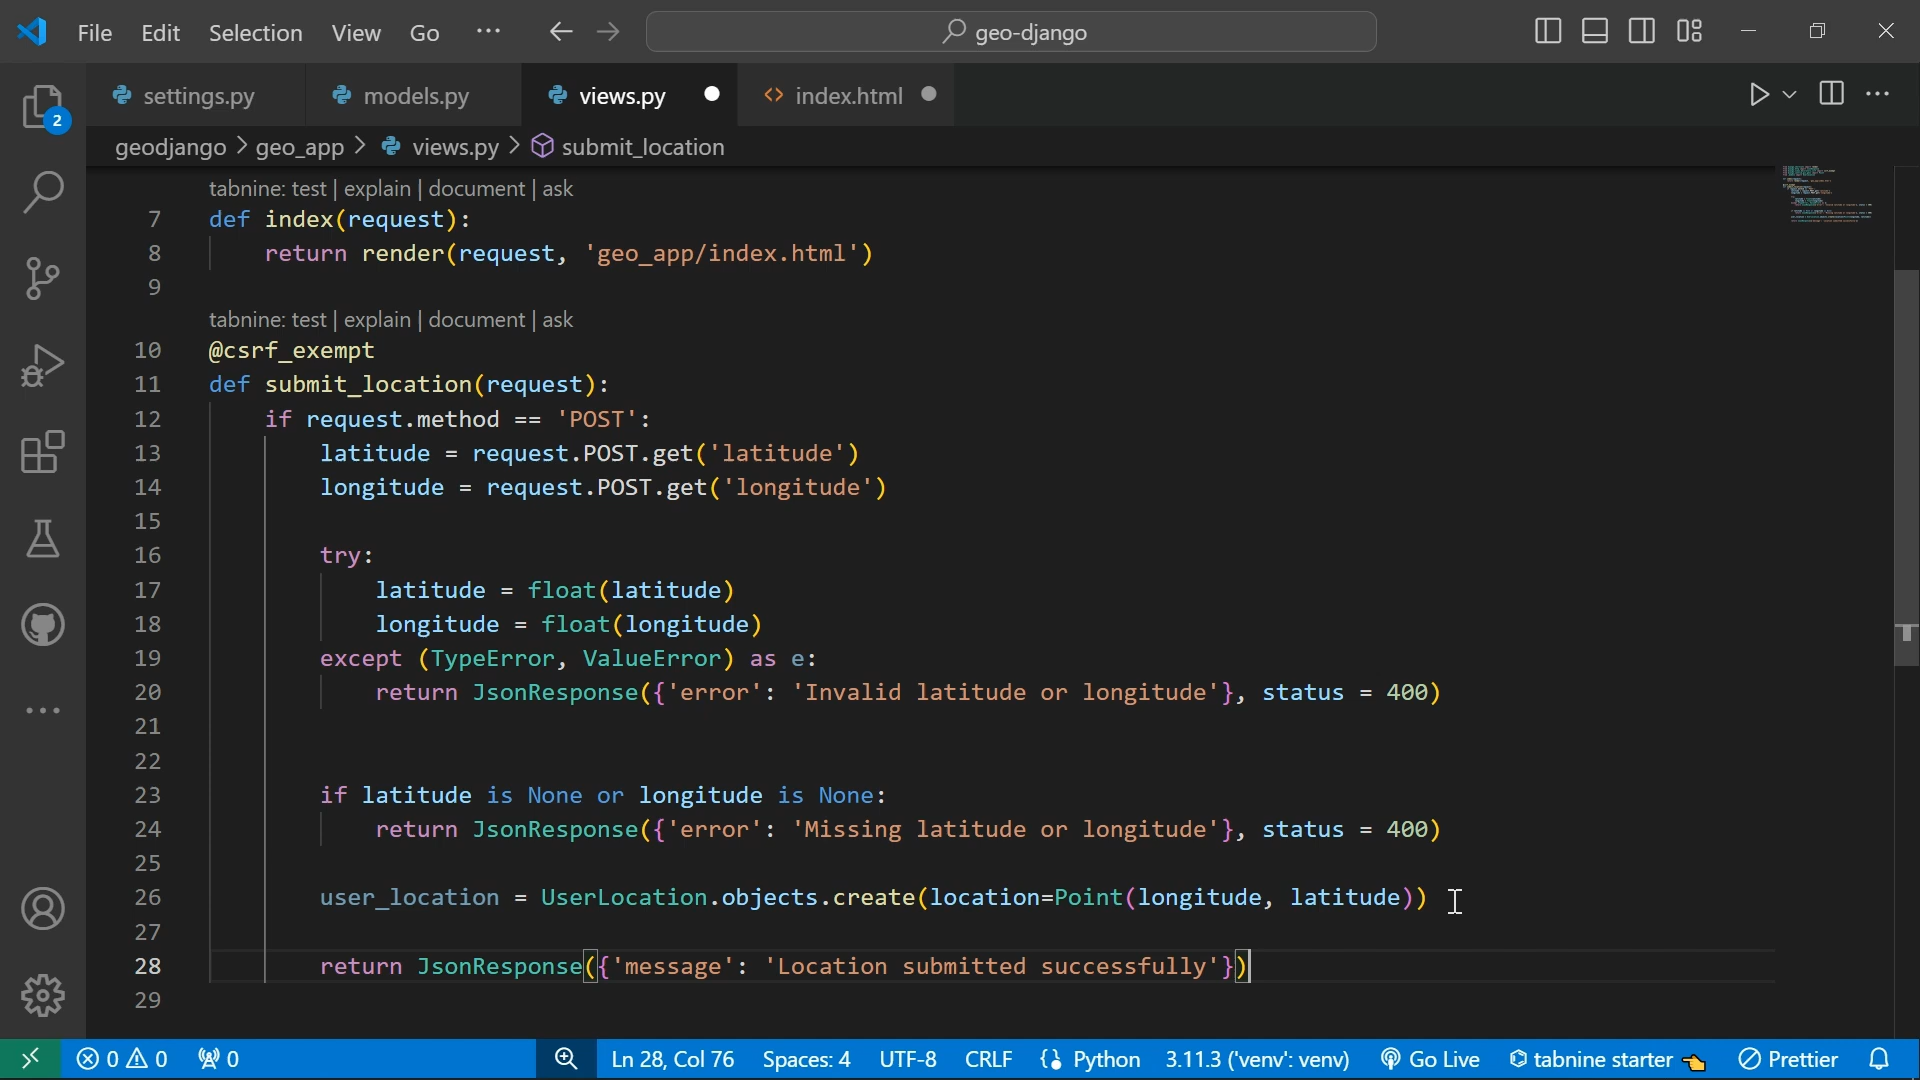 File Edit Selection View Go ··· geo-django
2 settings.py models.py views.py index.html
geodjango > geo_app > views.py > submit_location
tabnine: test | explain | document | ask
7 def index(request):
8 return render(request, 'geo_app/index.html')
9
tabnine: test | explain | document | ask
10 @csrf_exempt
11 def submit_location(request):
12 if request.method == 'POST':
13 latitude = request.POST.get('latitude')
14 longitude = request.POST.get('longitude')
15
16 try:
17 latitude = float(latitude)
18 longitude = float(longitude)
19 except (TypeError, ValueError) as e:
20 return JsonResponse({'error': 'Invalid latitude or longitude'}, status = 400)
21
22
23 if latitude is None or longitude is None:
24 return JsonResponse({'error': 'Missing latitude or longitude'}, status = 400)
25
26 user_location = UserLocation.objects.create(location=Point(longitude, latitude))
27
28 return JsonResponse({'message': 'Location submitted successfully'})
29
0 0 0 Ln 28, Col 76 Spaces: 4 UTF-8 CRLF Python 3.11.3 ('venv': venv) Go Live tabnine starter Prettier